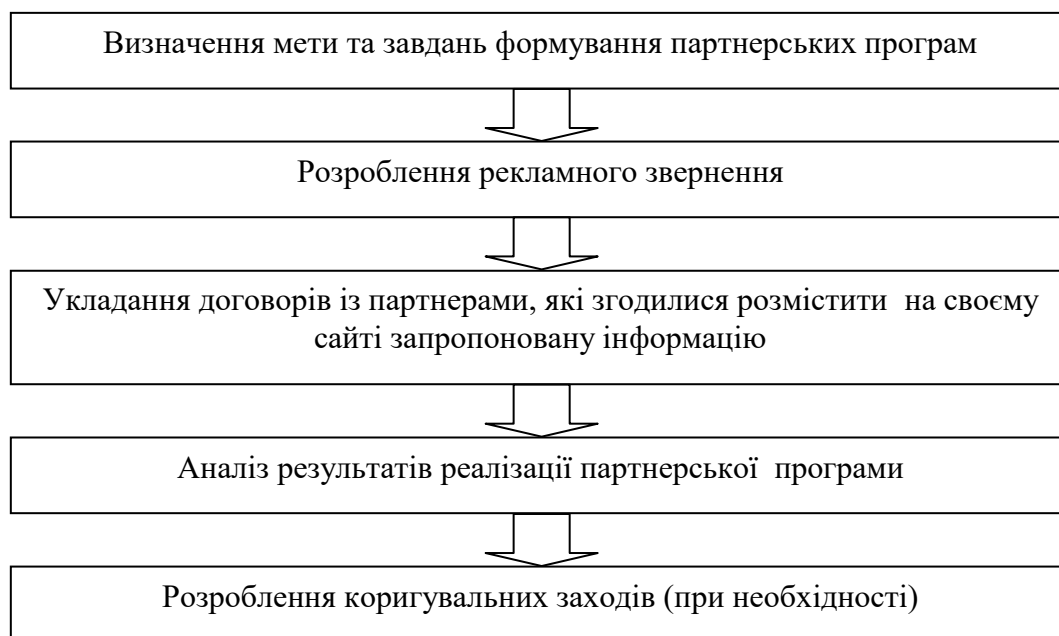 Визначення мети та завдань формування партнерських програм
Розроблення рекламного звернення
Укладання договорів із партнерами, які згодилися розмістити  на своєму
сайті запропоновану інформацію
Аналіз результатів реалізації партнерської  програми
Розроблення коригувальних заходів (при необхідності)